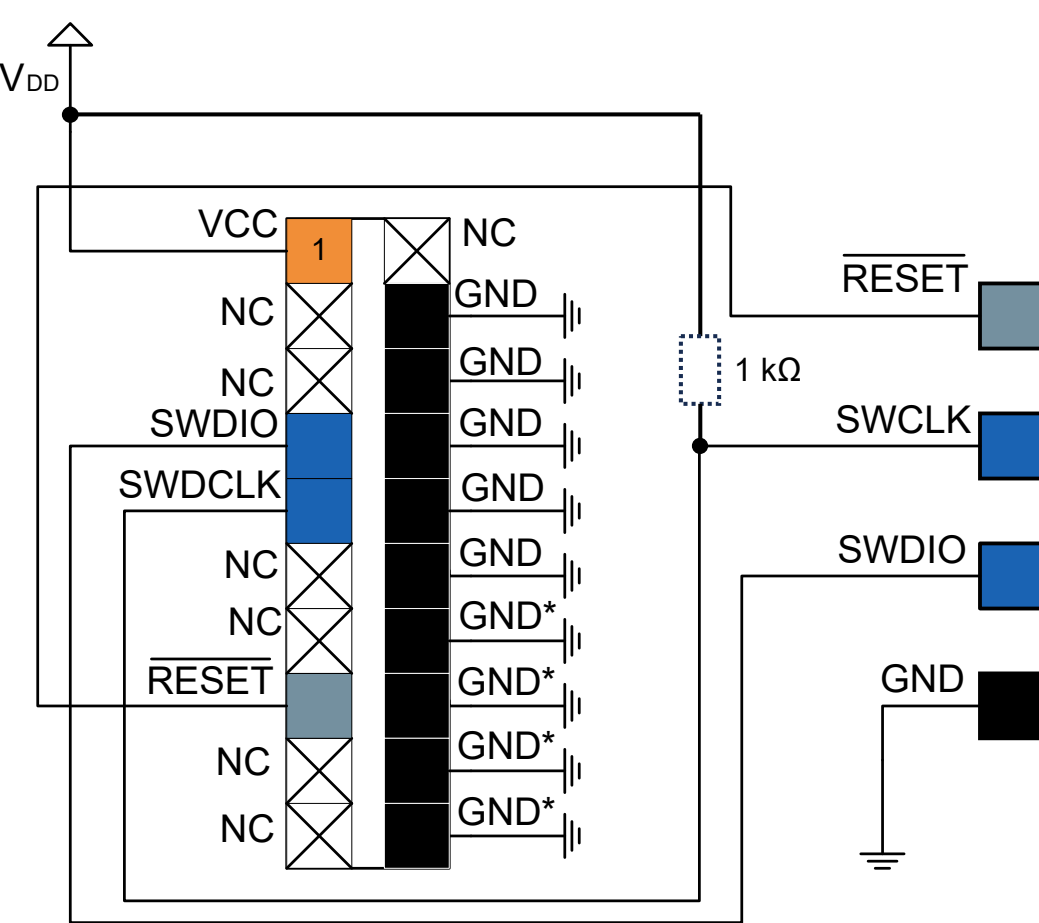 VDD
VCC
1
NC
NC
GND
NC
GND
SWDIO
GND
SWDCLK
GND
NC
GND
NC
GND*
RESET
GND*
NC
GND*
NC
GND*
1 kΩ
RESET
SWCLK
SWDIO
GND